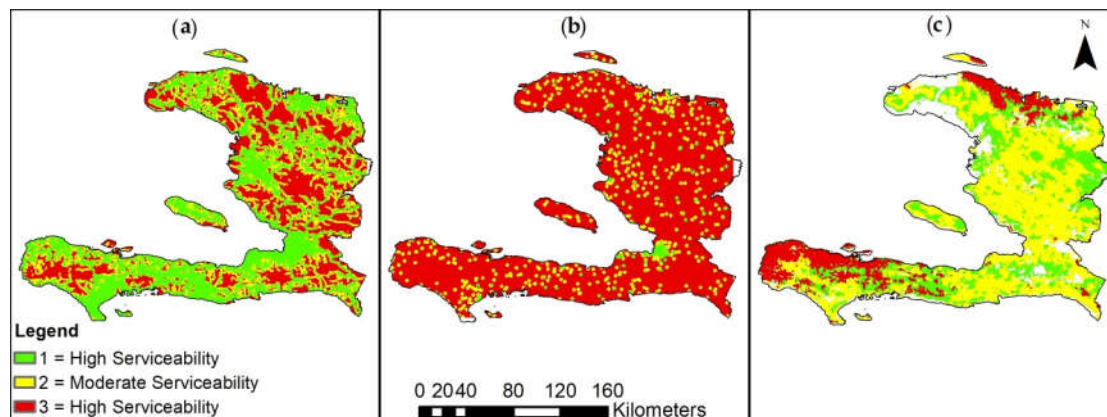 (a)
(b)
(c)
N
Legend
1 = High Serviceability
2 = Moderate Serviceability
3 = High Serviceability
0 20 40 80 120 160
Kilometers